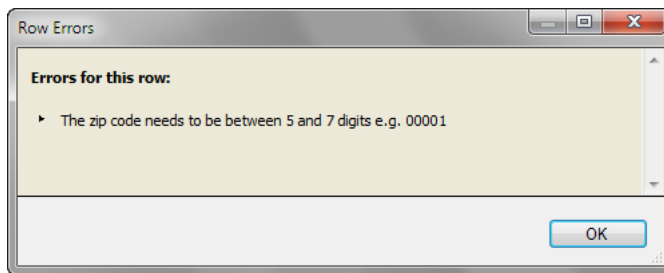 Row Errors
Errors for this row:
The zip code needs to be between 5 and 7 digits e.g. 00001
OK